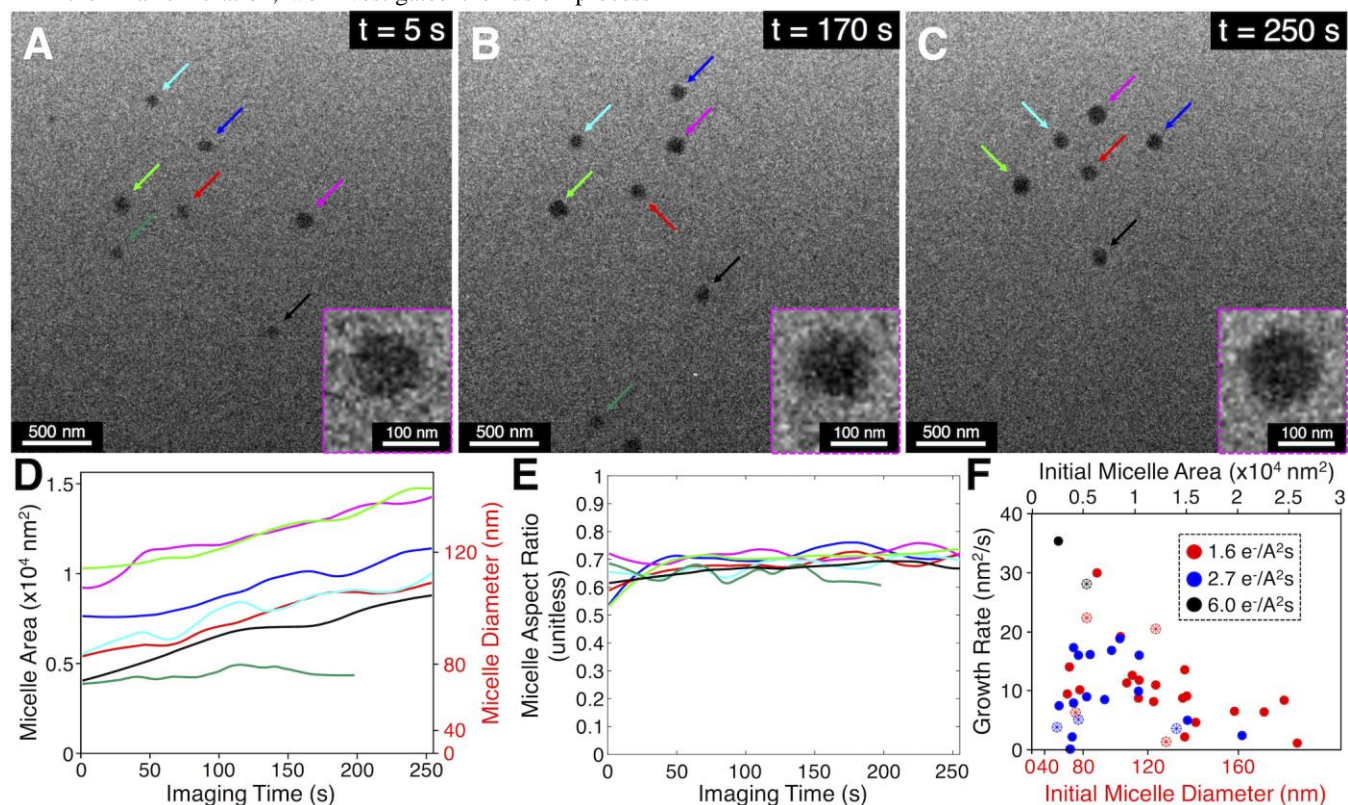 A
t = 5 s
B
t = 170 s
C
t = 250 s
500 nm
100 nm
500 nm
100 nm
500 nm
100 nm
D
Micelle Area (x10⁴ nm²)
1.5
1
0.5
0
120
80
40
0
Micelle Diameter (nm)
0 50 100 150 200 250
Imaging Time (s)
E
Micelle Aspect Ratio
(unitless)
1
0.9
0.8
0.7
0.6
0.5
0.4
0.3
0.2
0.1
0
0 50 100 150 200 250
Imaging Time (s)
F
Initial Micelle Area (x10⁴ nm²)
0 0.5 1 1.5 2 2.5 3
Growth Rate (nm²/s)
40
30
20
10
0
1.6 e⁻/A²s
2.7 e⁻/A²s
6.0 e⁻/A²s
040 80 120 160
Initial Micelle Diameter (nm)